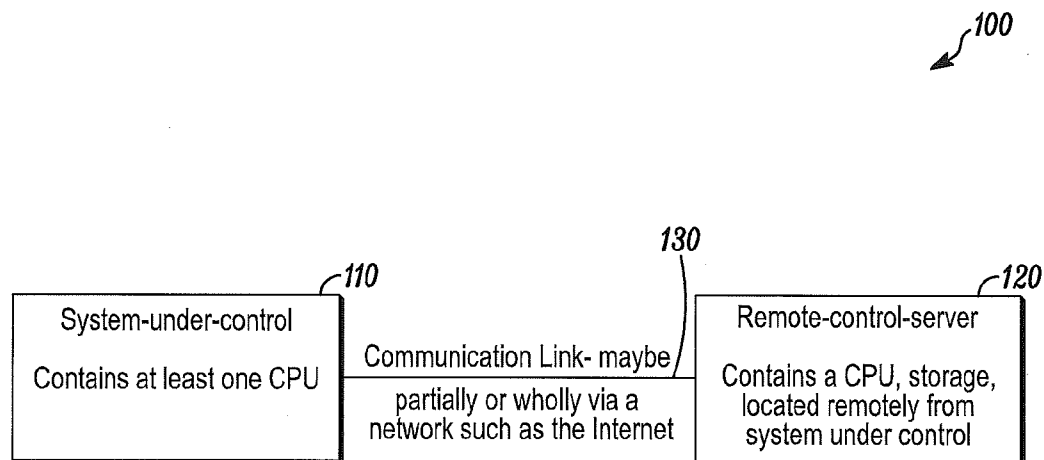 100
130
110
System-under-control
Contains at least one CPU
Communication Link- maybe
partially or wholly via a
network such as the Internet
120
Remote-control-server
Contains a CPU, storage,
located remotely from
system under control